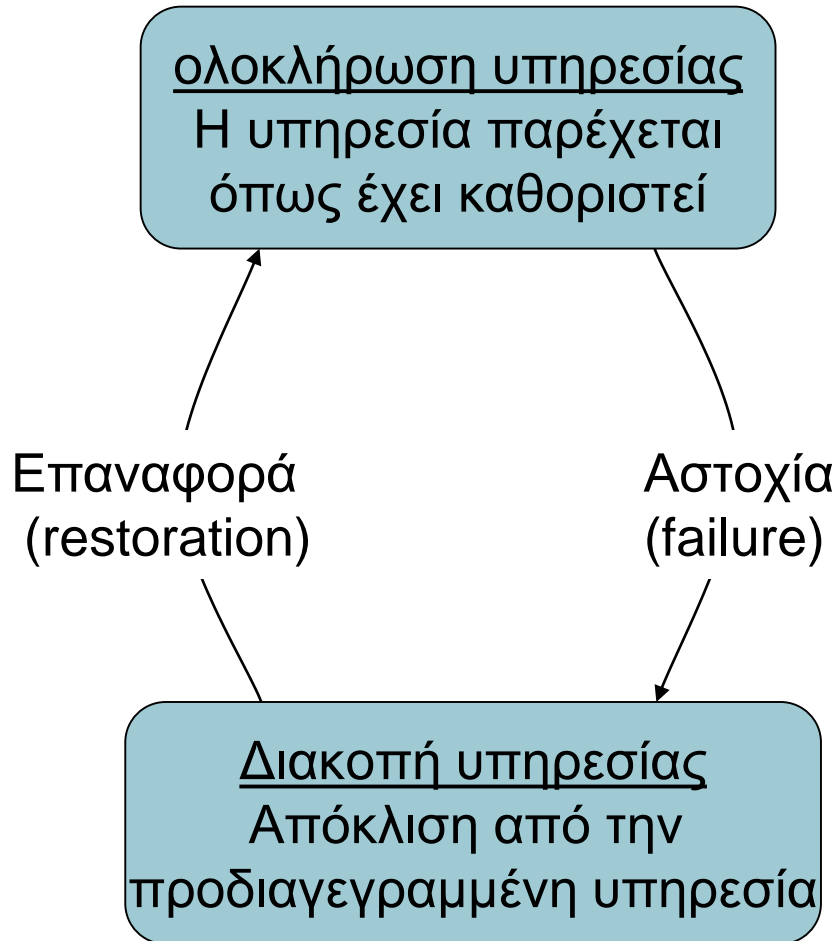 ολοκλήρωση υπηρεσίας
Η υπηρεσία παρέχεται
όπως έχει καθοριστεί
Επαναφορά
(restoration)
Αστοχία
(failure)
Διακοπή υπηρεσίας
Απόκλιση από την
προδιαγεγραμμένη υπηρεσία